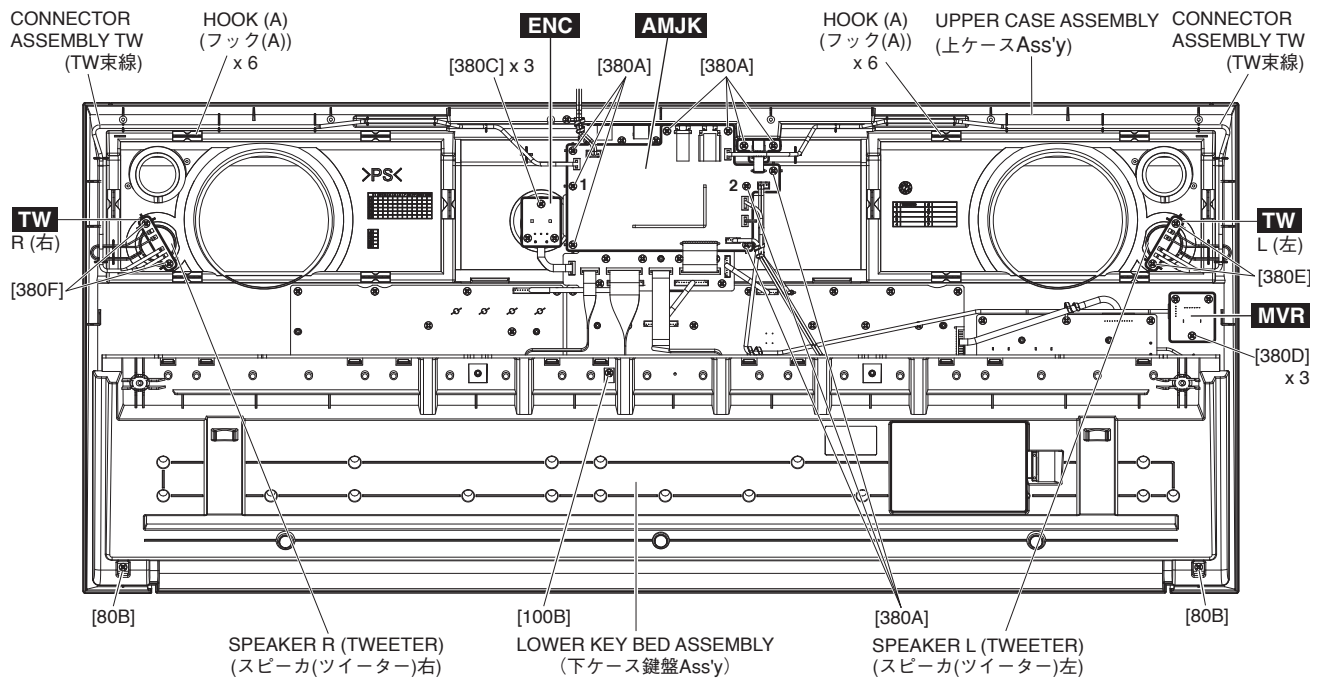 CONNECTOR
ASSEMBLY TW
(TW束線)
HOOK (A)
(フック(A))
x 6
ENC
AMJK
HOOK (A)
(フック(A))
x 6
UPPER CASE ASSEMBLY
(上ケースAss'y)
CONNECTOR
ASSEMBLY TW
(TW束線)
[380C] x 3
[380A]
[380A]
>PS<
1
2
TW
R (右)
[380F]
TW
L (左)
[380E]
MVR
[380D]
x 3
[80B]
[100B]
[380A]
[80B]
SPEAKER R (TWEETER)
(スピーカ(ツイーター)右)
LOWER KEY BED ASSEMBLY
(下ケース鍵盤Ass'y)
SPEAKER L (TWEETER)
(スピーカ(ツイーター)左)